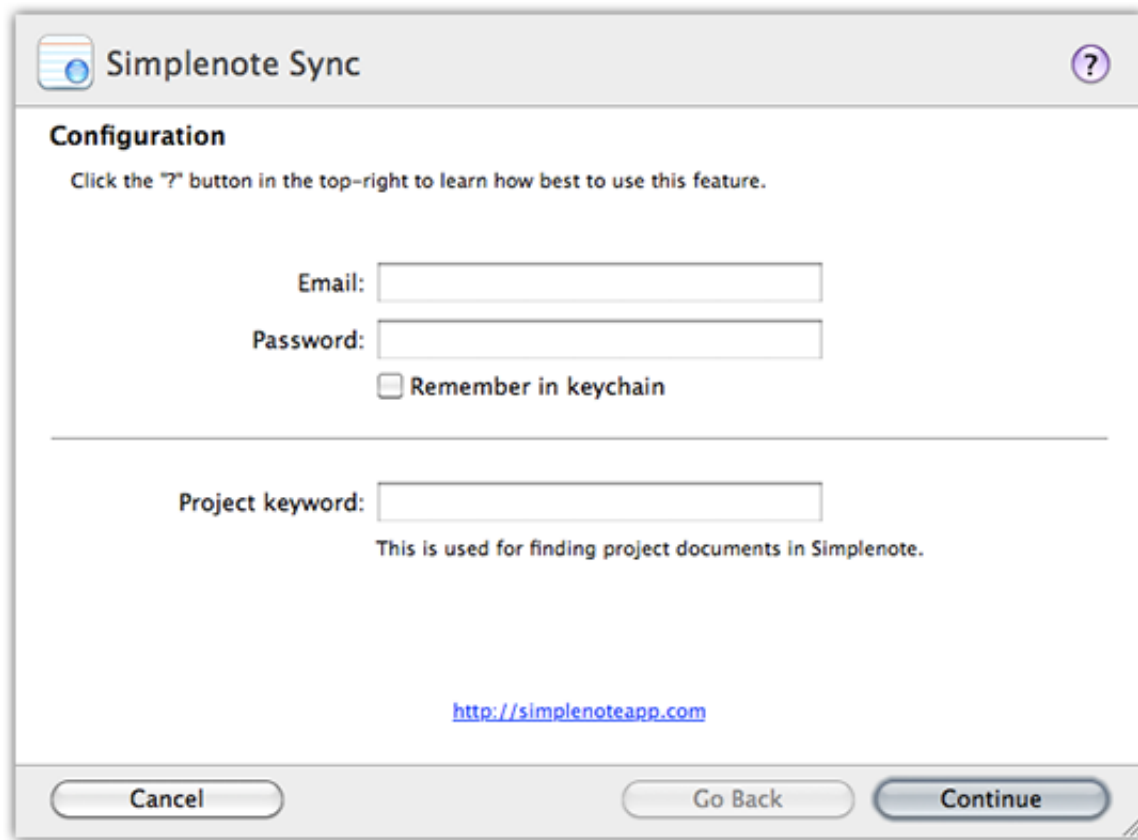 Simplenote Sync
?
Configuration
Click the "?" button in the top-right to learn how best to use this feature.
Email:
Password:
Remember in keychain
Project keyword:
This is used for finding project documents in Simplenote.
http://simplenoteapp.com
Cancel Go Back Continue